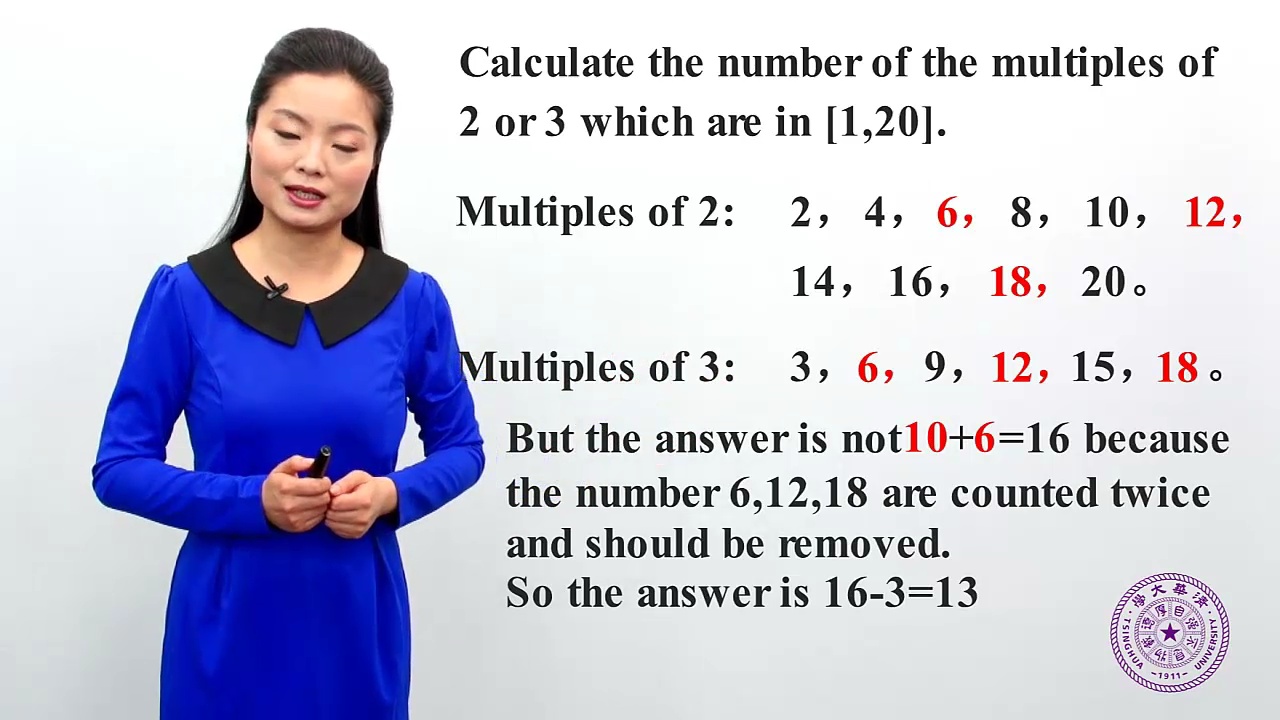 Calculate the number of the multiples of
2 or 3 which are in [1,20].
Multiples of 2: 2， 4， 6， 8， 10， 12，
14， 16， 18， 20。
Multiples of 3: 3， 6， 9， 12， 15， 18 。
But the answer is not10+6=16 because
the number 6,12,18 are counted twice
and should be removed.
So the answer is 16-3=13
TSINGHUA UNIVERSITY
-1911-